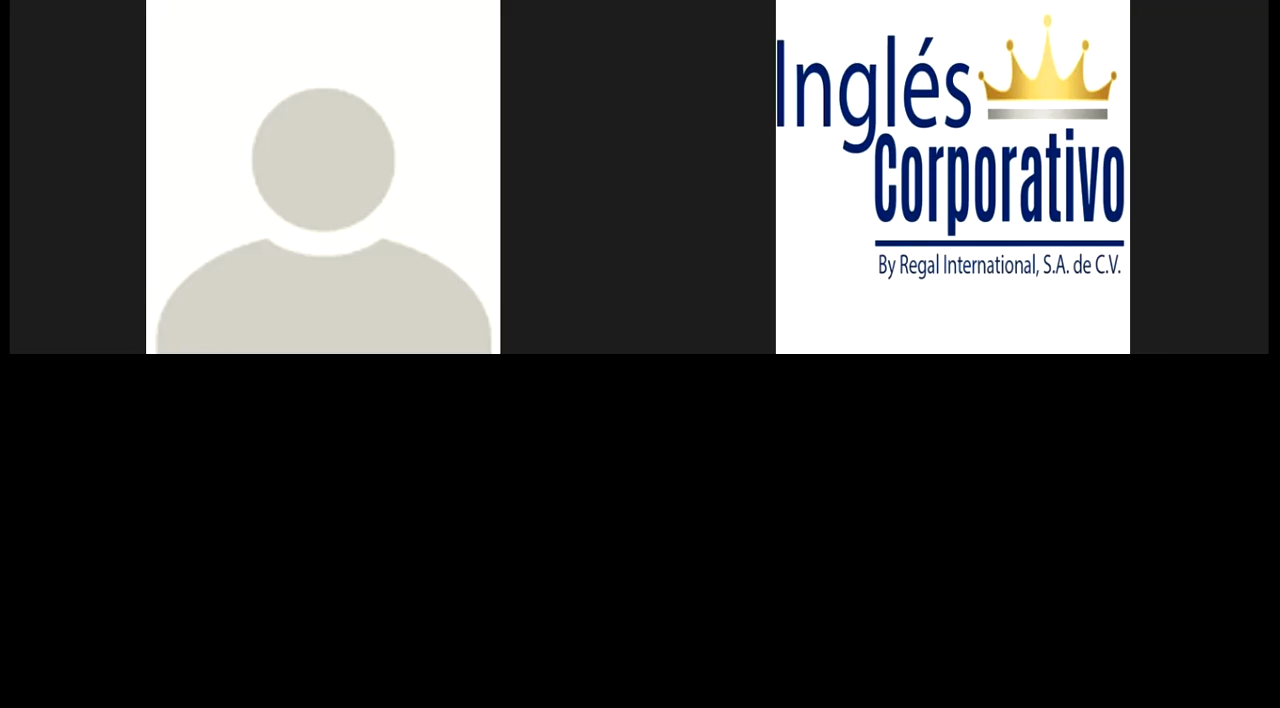 Inglés
Corporativo
By Regal International, S.A. de C.V.